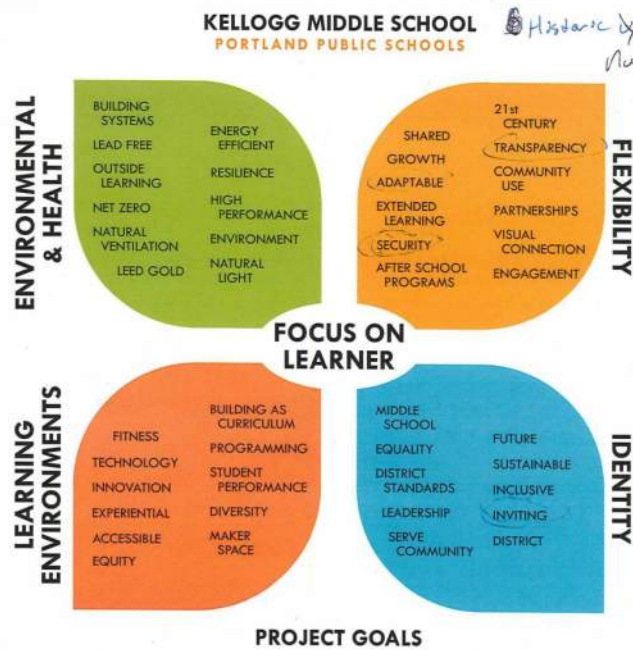 KELLOGG MIDDLE SCHOOL
PORTLAND PUBLIC SCHOOLS
Historic
ENVIRONMENTAL
& HEALTH
BUILDING
SYSTEMS
LEAD FREE
OUTSIDE
LEARNING
NET ZERO
NATURAL
VENTILATION
LEED GOLD
ENERGY
EFFICIENT
RESILIENCE
HIGH
PERFORMANCE
ENVIRONMENT
NATURAL
LIGHT
SHARED
GROWTH
ADAPTABLE
EXTENDED
LEARNING
SECURITY
AFTER SCHOOL
PROGRAMS
21st
CENTURY
TRANSPARENCY
COMMUNITY
USE
PARTNERSHIPS
VISUAL
CONNECTION
ENGAGEMENT
FLEXIBILITY
FOCUS ON
LEARNER
LEARNING
ENVIRONMENTS
FITNESS
TECHNOLOGY
INNOVATION
EXPERIENTIAL
ACCESSIBLE
EQUITY
BUILDING AS
CURRICULUM
PROGRAMMING
STUDENT
PERFORMANCE
DIVERSITY
MAKER
SPACE
MIDDLE
SCHOOL
EQUALITY
DISTRICT
STANDARDS
LEADERSHIP
SERVE
COMMUNITY
FUTURE
SUSTAINABLE
INCLUSIVE
INVITING
DISTRICT
IDENTITY
PROJECT GOALS